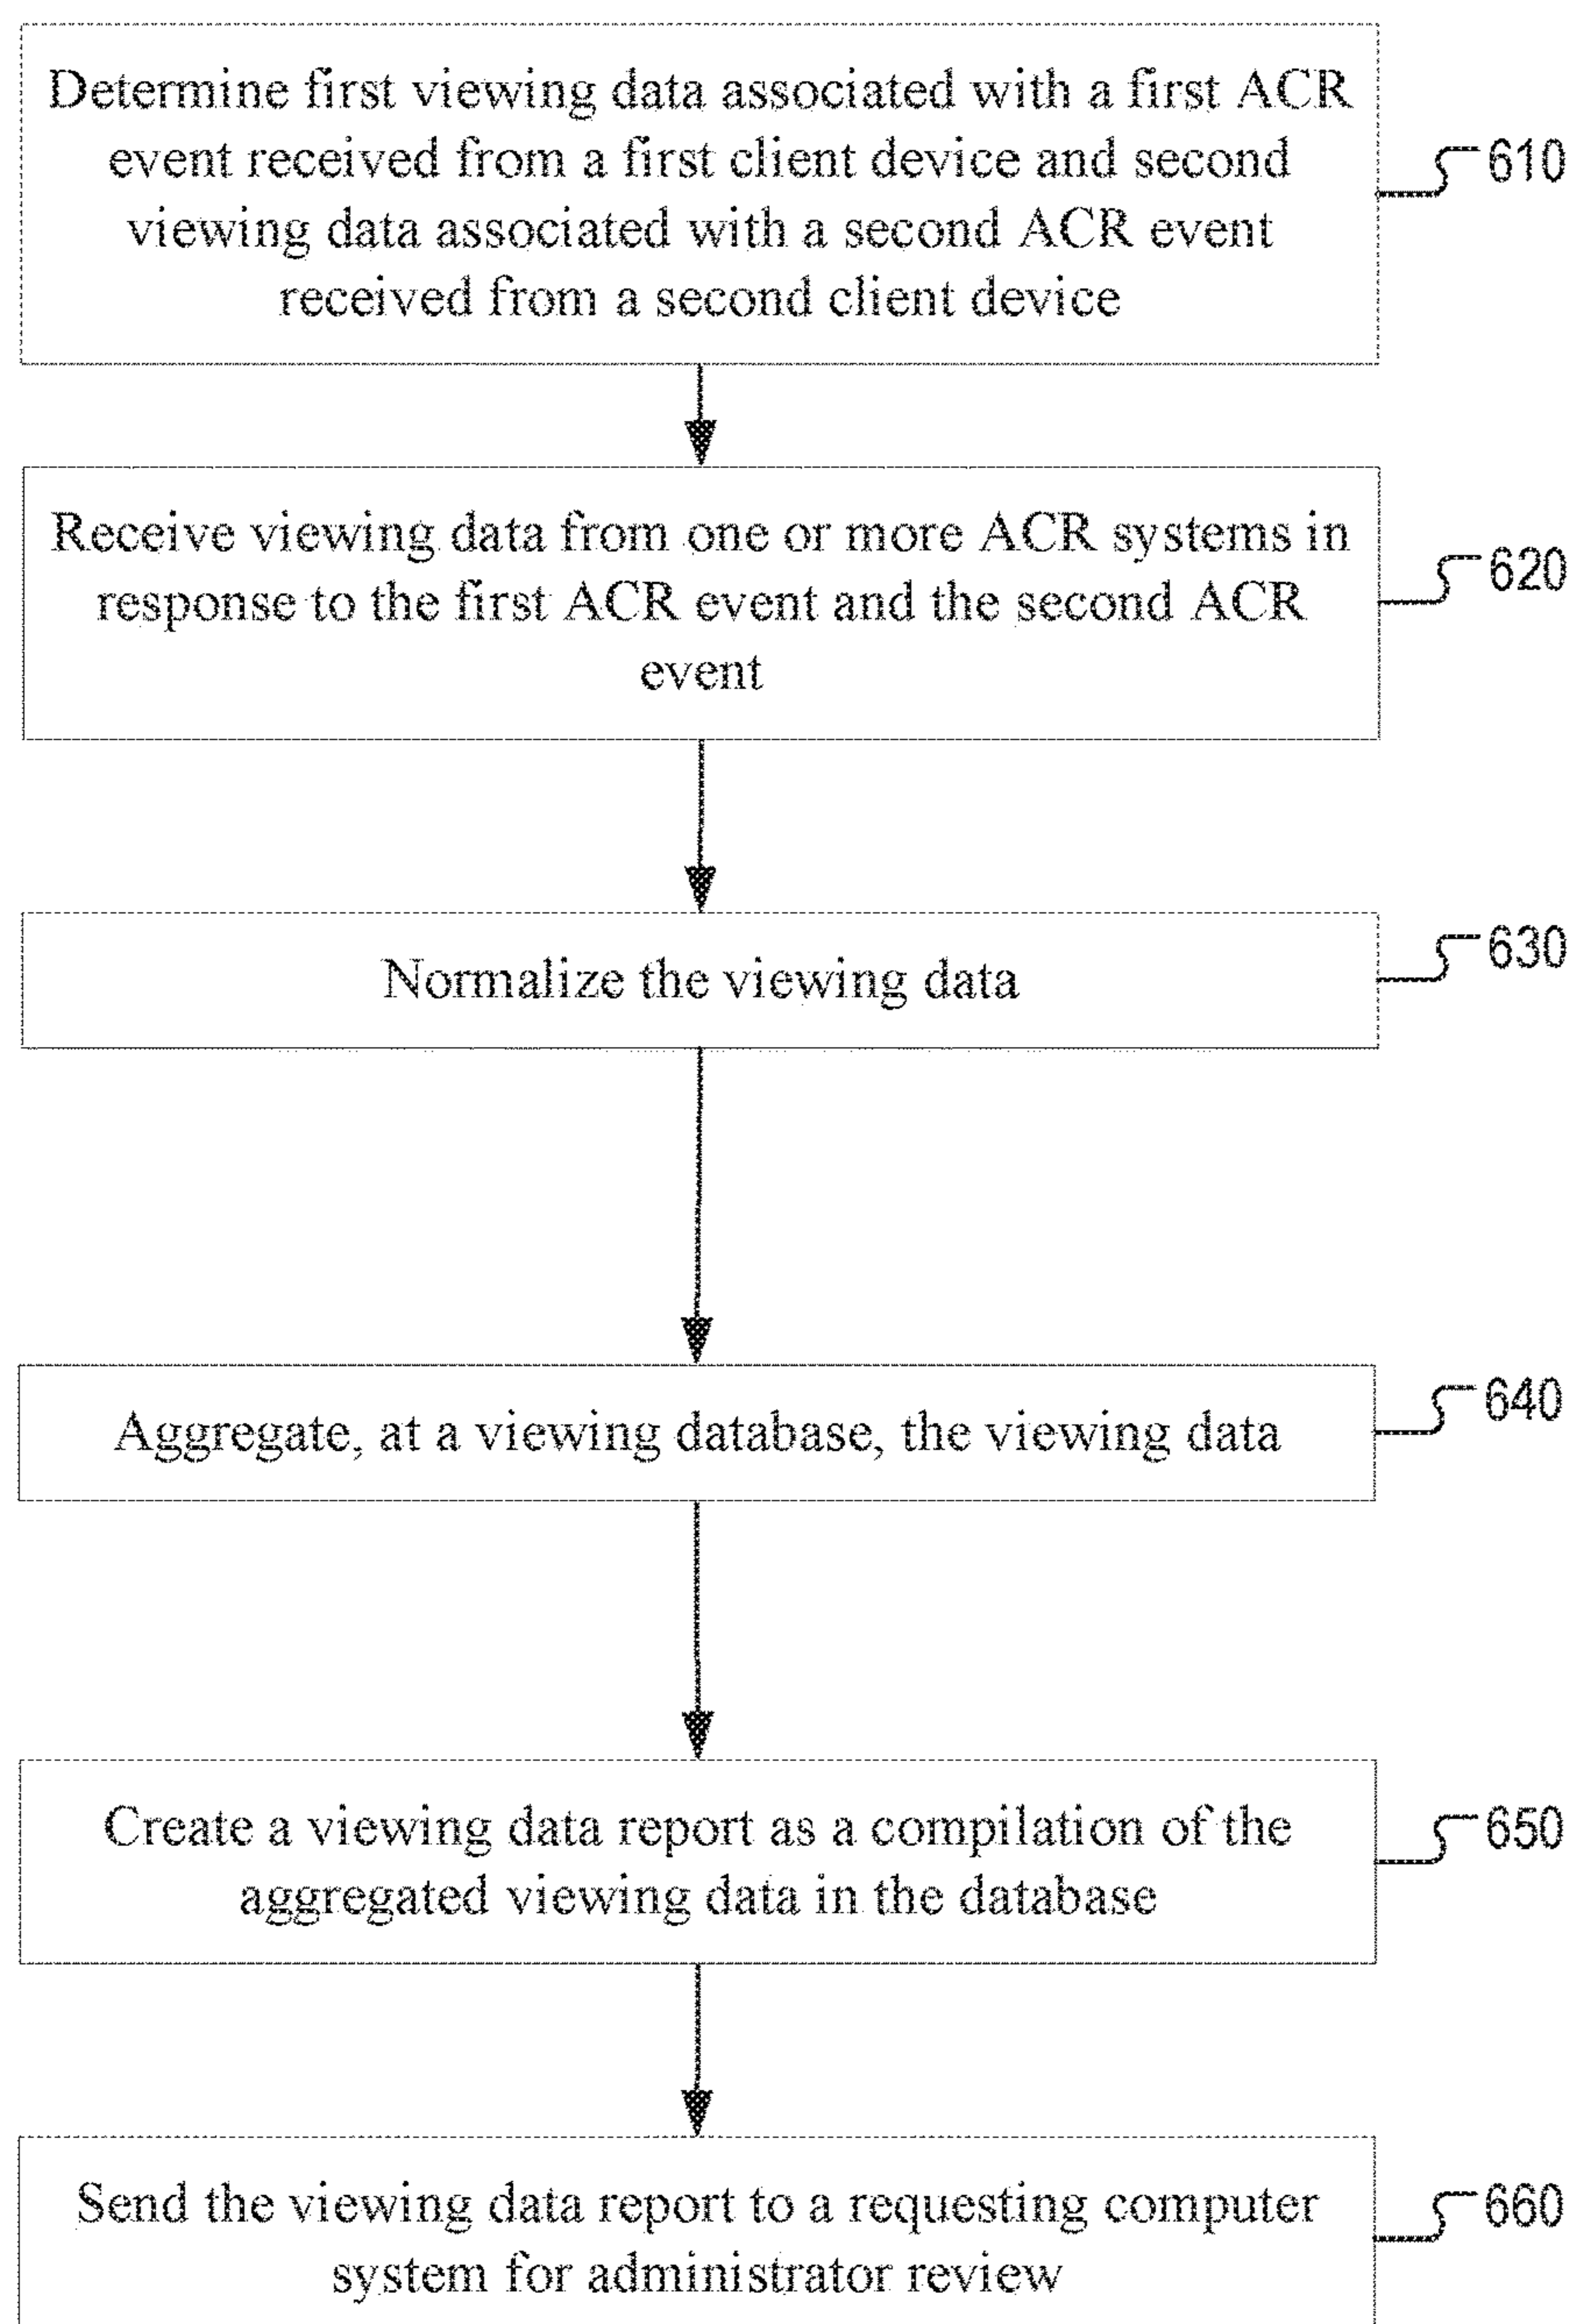 Determine first viewing data associated with a first ACR
event received from a first client device and second
viewing data associated with a second ACR event
received from a second client device
610
Receive viewing data from one or more ACR systems in
response to the first ACR event and the second ACR
event
620
Normalize the viewing data
630
Aggregate, at a viewing database, the viewing data
640
Create a viewing data report as a compilation of the
aggregated viewing data in the database
650
Send the viewing data report to a requesting computer
system for administrator review
660